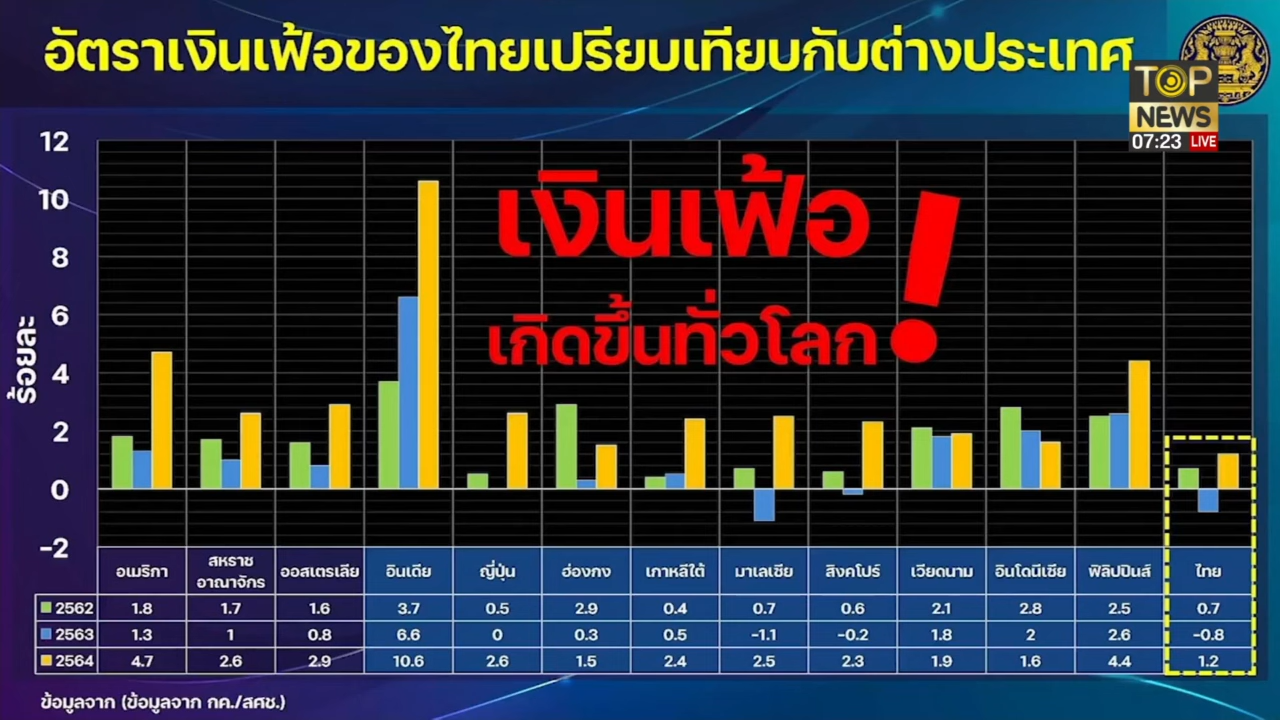 อัตราเงินเฟ้อของไทยเปรียบเทียบกับต่างประเทศ
TOP
NEWS
07:23 LIVE
เงินเฟ้อ
เกิดขึ้นทั่วโลก!
ร้อยละ
12
10
8
6
4
2
0
-2
อเมริกา สหราชอาณาจักร ออสเตรเลีย อินเดีย ญี่ปุ่น ฮ่องกง เกาหลีใต้ มาเลเซีย สิงคโปร์ เวียดนาม อินโดนีเซีย ฟิลิปปินส์ ไทย
2562 1.8 1.7 1.6 3.7 0.5 2.9 0.4 0.7 0.6 2.1 2.8 2.5 0.7
2563 1.3 1 0.8 6.6 0 0.3 0.5 -1.1 -0.2 1.8 2 2.6 -0.8
2564 4.7 2.6 2.9 10.6 2.6 1.5 2.4 2.5 2.3 1.9 1.6 4.4 1.2
ข้อมูลจาก (ข้อมูลจาก กค./สศช.)